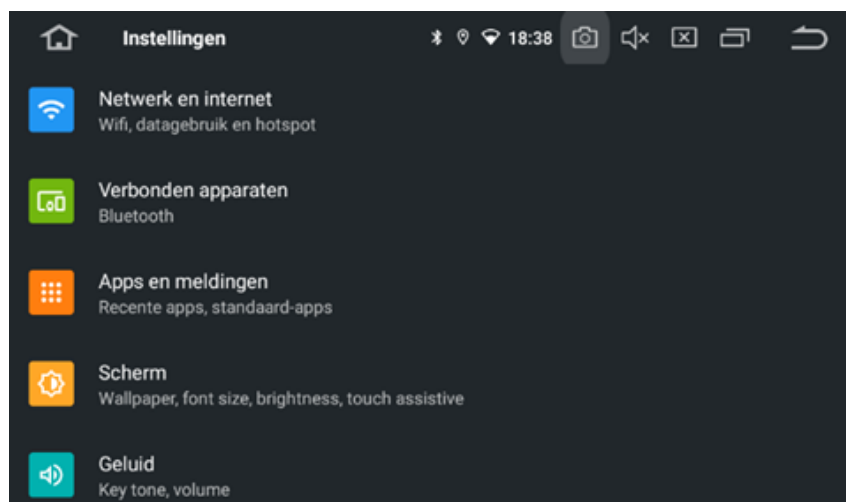 Instellingen
18:38
Netwerk en internet
Wifi, datagebruik en hotspot
Verbonden apparaten
Bluetooth
Apps en meldingen
Recente apps, standaard-apps
Scherm
Wallpaper, font size, brightness, touch assistive
Geluid
Key tone, volume